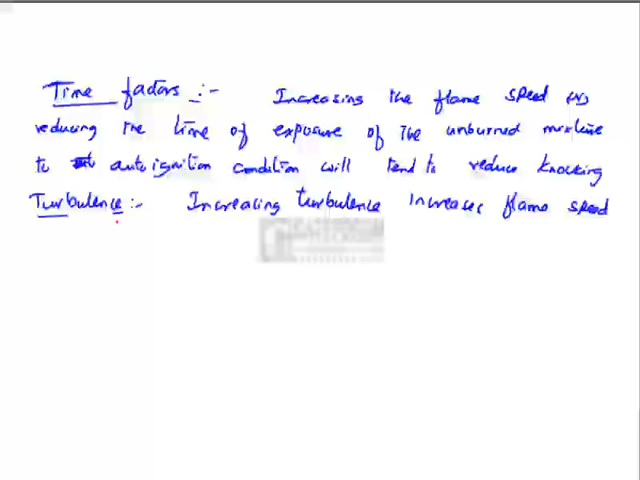 Time factors :- Increasing the flame speed (or)
reducing the time of exposure of the unburned mixture
to autoignition condition will tend to reduce knocking
Turbulence :- Increasing turbulence increases flame speed